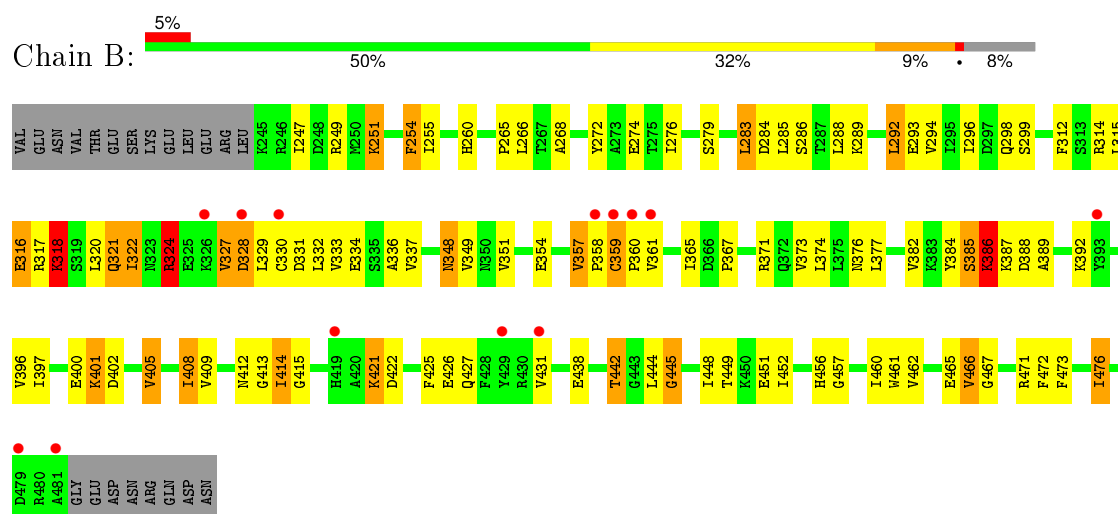 5%
Chain B:
50% 32% 9% • 8%
VAL GLU ASN VAL THR GLU SER LYS GLU LEU GLU ARG LEU K245 R246 I247 D248 R249 M250 K251 F254 L255 H260 P265 L266 T267 A268 Y272 A273 E274 T275 I276 S279 L283 D284 L285 S286 T287 L288 K289 L292 E293 V294 I295 I296 D297 Q298 S299 F312 S313 R314 L315
E316 R317 K318 S319 L320 Q321 I322 N323 R324 E325 K326 V327 D328 L329 C330 D331 L332 V333 E334 S335 A336 V337 N348 V349 N350 V351 E354 V357 P358 C359 P360 V361 I365 D366 P367 R371 Q372 V373 L374 L375 N376 L377 V382 K383 Y384 S385 K386 K387 D388 A389 K392 Y393
V396 I397 E400 K401 D402 V405 I408 V409 N412 G413 I414 G415 H419 A420 K421 D422 F425 E426 Q427 F428 Y429 R430 V431 E438 T442 G443 L444 G445 I448 T449 K450 E451 I452 H456 G457 I460 W461 V462 E465 V466 G467 R471 F472 F473 I476
D479 R480 A481 GLY GLU ASP ASN ARG GLN ASP ASN